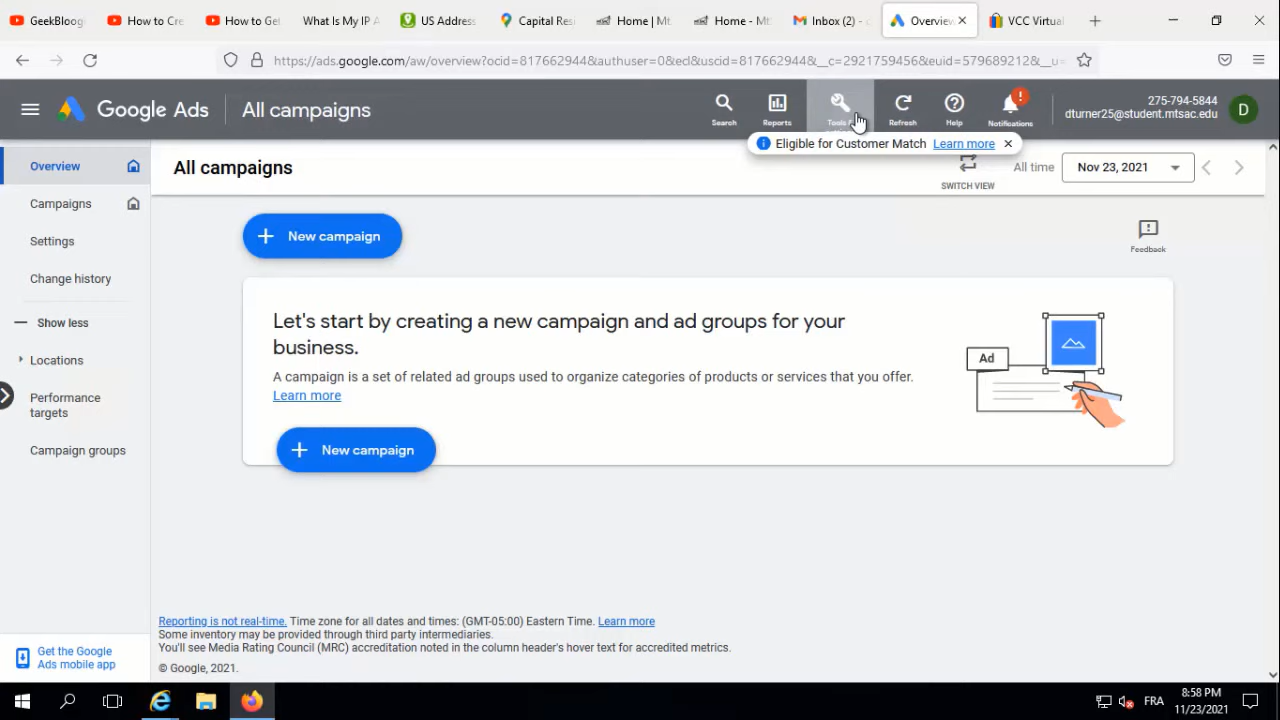 GeekBloog
How to Cre
How to Get
What Is My IP A
US Address
Capital Res
Home | Mt.
Home - Mt
Inbox (2) -
Overview
VCC Virtual
https://ads.google.com/aw/overview?ocid=817662944&authuser=0&ecl&uscid=817662944&__c=2921759456&euid=579689212&__u=
Google Ads
All campaigns
Search
Reports
Tools
Refresh
Help
Notifications
275-794-5844
dturner25@student.mtsac.edu
D
Eligible for Customer Match Learn more
Overview
Campaigns
Settings
Change history
Show less
Locations
Performance
targets
Campaign groups
Get the Google
Ads mobile app
All campaigns
SWITCH VIEW
All time
Nov 23, 2021
New campaign
Feedback
Let's start by creating a new campaign and ad groups for your
business.
A campaign is a set of related ad groups used to organize categories of products or services that you offer.
Learn more
New campaign
Ad
Reporting is not real-time. Time zone for all dates and times: (GMT-05:00) Eastern Time. Learn more
Some inventory may be provided through third party intermediaries.
You'll see Media Rating Council (MRC) accreditation noted in the column header's hover text for accredited metrics.
© Google, 2021.
FRA
8:58 PM
11/23/2021